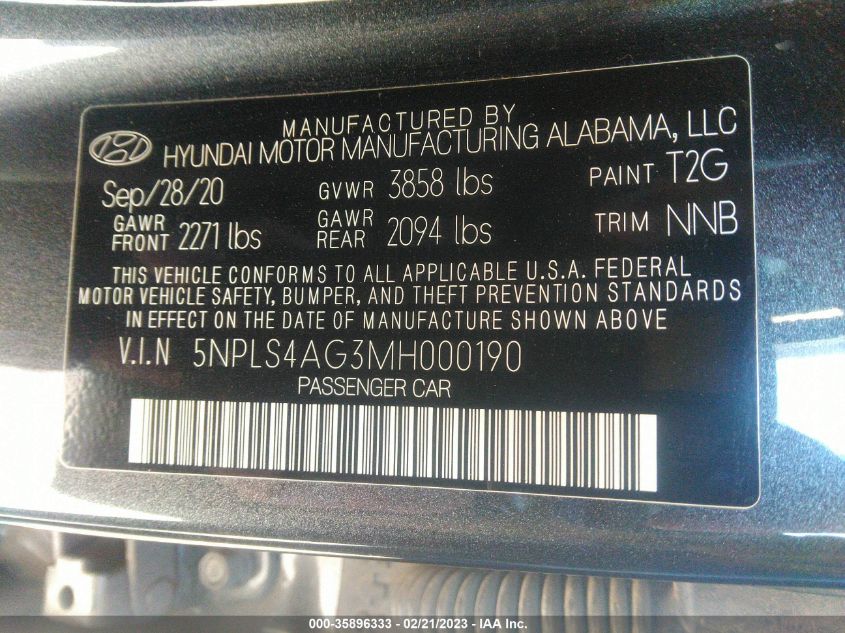 MANUFACTURED BY
HYUNDAI MOTOR MANUFACTURING ALABAMA, LLC
Sep/28/20 GVWR 3858 lbs PAINT T2G
GAWR FRONT 2271 lbs GAWR REAR 2094 lbs TRIM NNB
THIS VEHICLE CONFORMS TO ALL APPLICABLE U.S.A. FEDERAL
MOTOR VEHICLE SAFETY, BUMPER, AND THEFT PREVENTION STANDARDS
IN EFFECT ON THE DATE OF MANUFACTURE SHOWN ABOVE
V.I.N 5NPLS4AG3MH000190
PASSENGER CAR
000-35896333 / 02/21/2023 - IAA Inc.